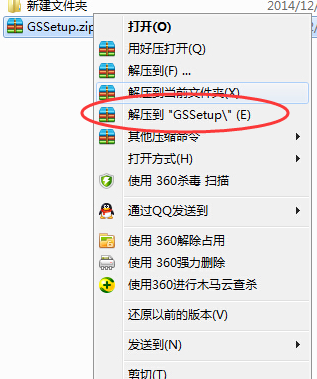 新建文件夹
2014/12/
GSSetup.zip
打开(O)
用好压打开(Q)
解压到(F) ...
解压到当前文件夹(X)
解压到 "GSSetup\" (E)
其他压缩命令
打开方式(H)
使用 360杀毒 扫描
通过QQ发送到
使用 360解除占用
使用 360强力删除
使用360进行木马云查杀
还原以前的版本(V)
发送到(N)
剪切(T)